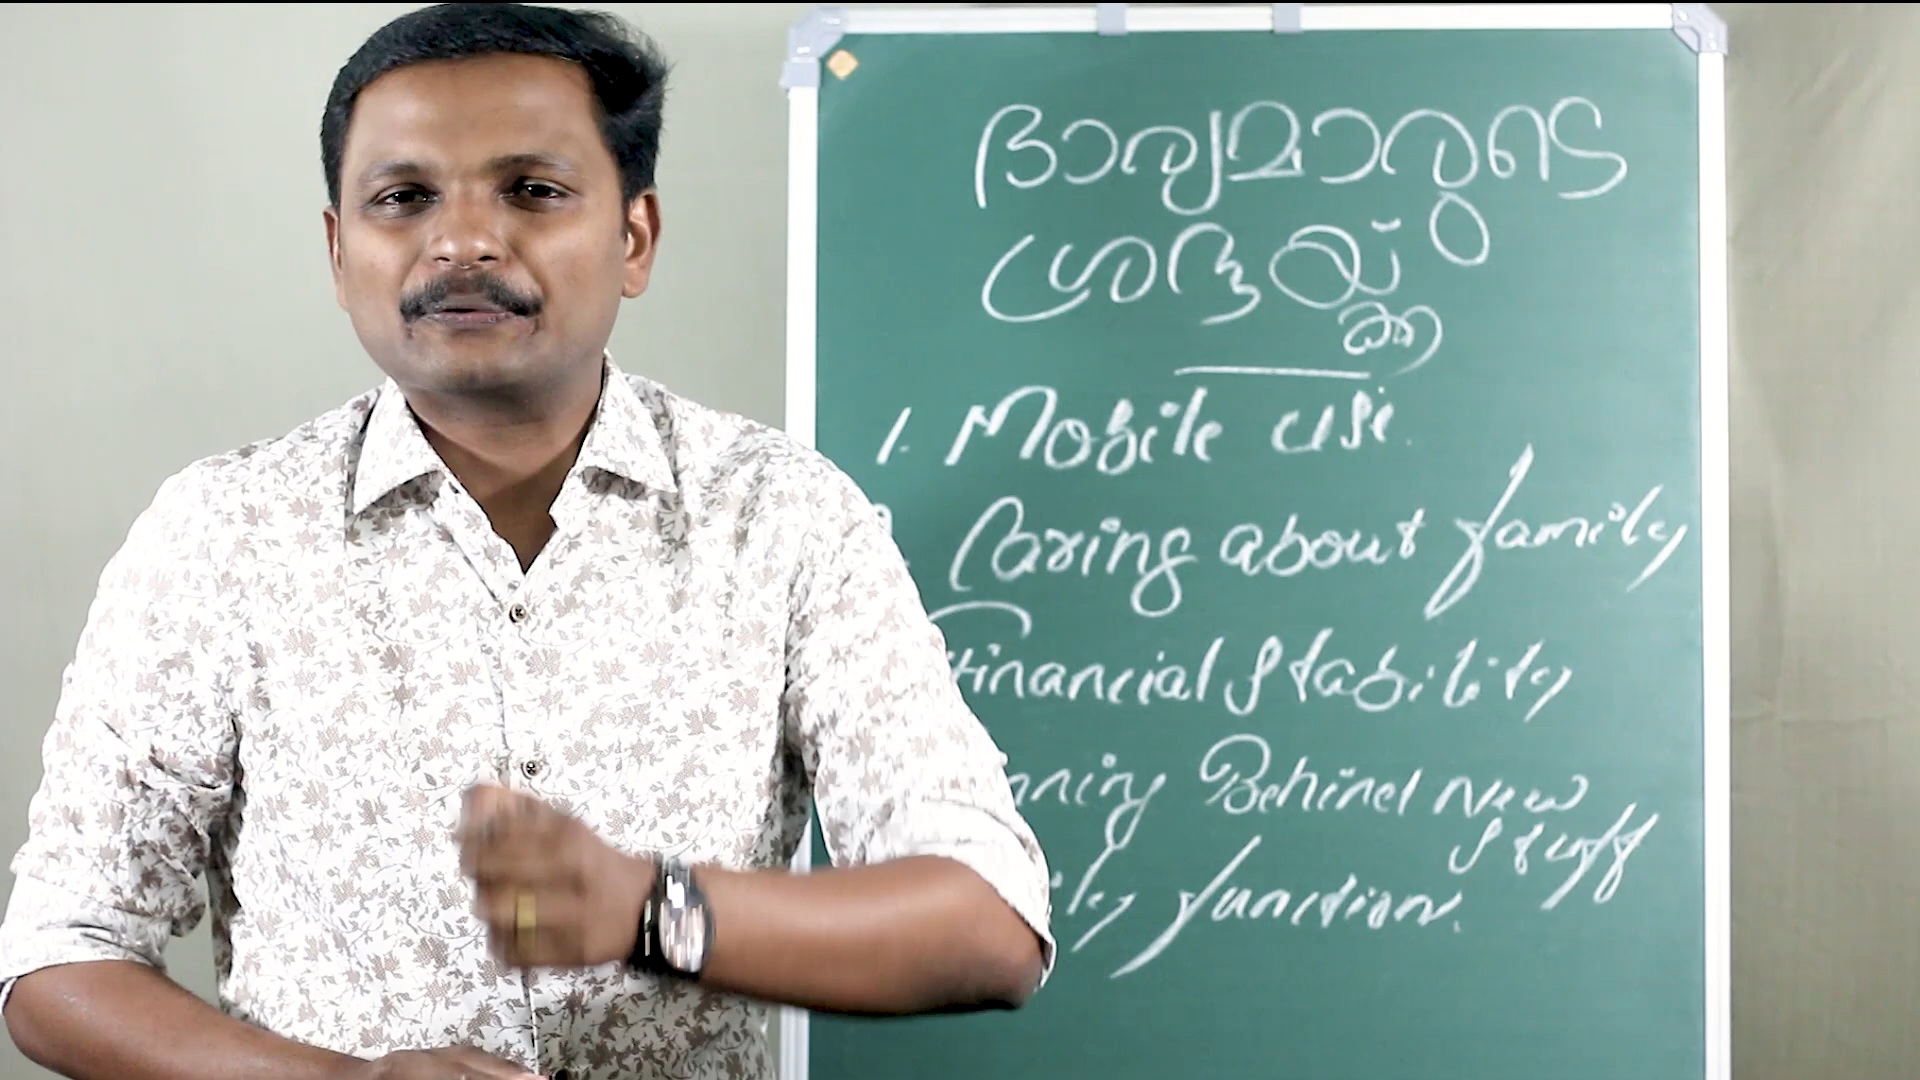 ഭാര്യമാരുടെ
ശ്രദ്ധയ്ക്ക്
1. Mobile use.
Caring about family
Financial Stability
Behind New
Stuff
function.